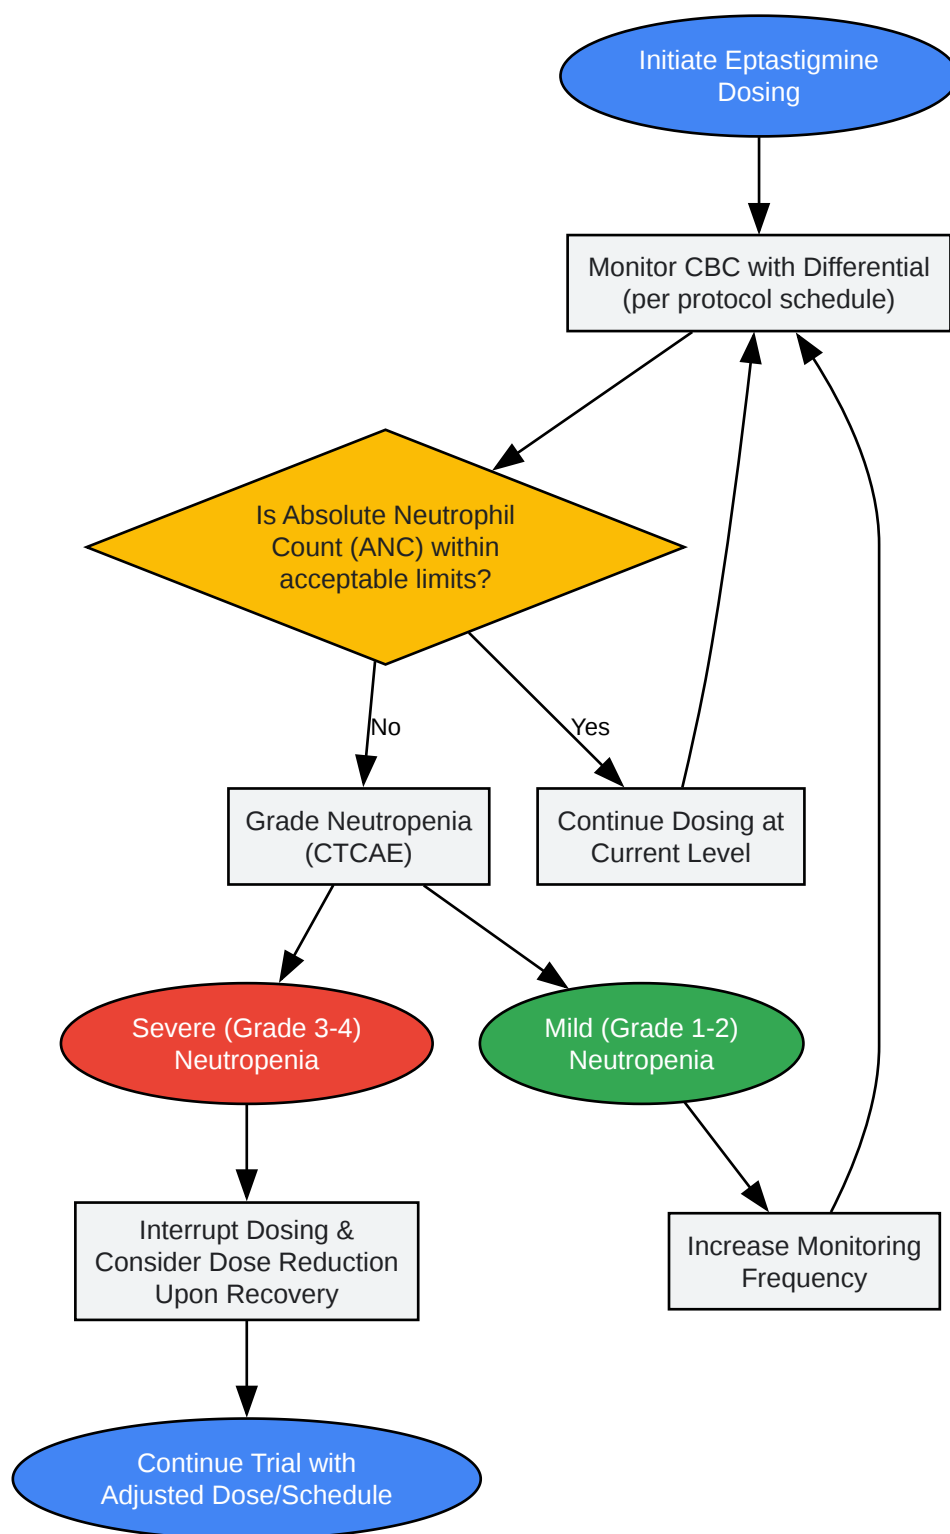 Initiate Eptastigmine
Dosing
Monitor CBC with Differential
(per protocol schedule)
Is Absolute Neutrophil
Count (ANC) within
acceptable limits?
No
Yes
Grade Neutropenia
(CTCAE)
Continue Dosing at
Current Level
Severe (Grade 3-4)
Neutropenia
Mild (Grade 1-2)
Neutropenia
Interrupt Dosing &
Consider Dose Reduction
Upon Recovery
Increase Monitoring
Frequency
Continue Trial with
Adjusted Dose/Schedule